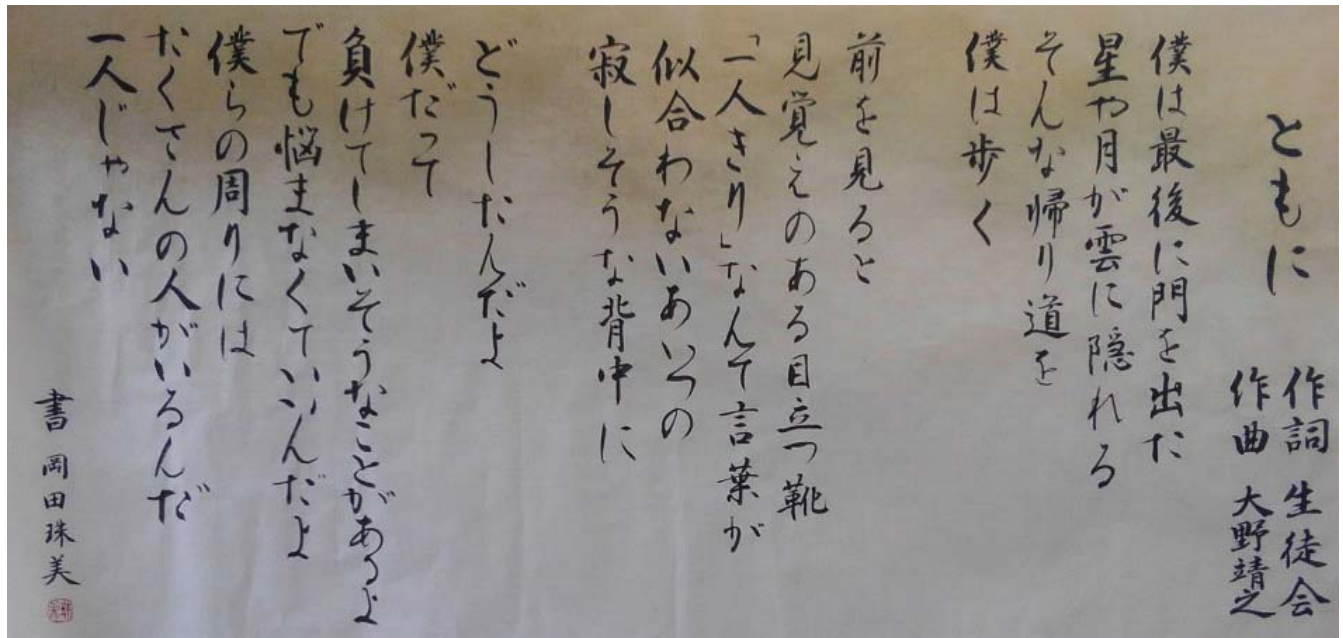 ともに
作詞 生徒会
作曲 大野靖之
僕は最後に門を出た
星や月が雲に隠れる
そんな帰り道を
僕は歩く
前を見ると
見覚えのある目立つ靴
「一人きり」なんて言葉が
似合わないあいつの
寂しそうな背中に
どうしたんだよ
僕だって
負けてしまいそうなことがあるよ
でも悩まなくていいんだよ
僕らの周りには
たくさんの人がいるんだ
一人じゃない
書 岡田珠美